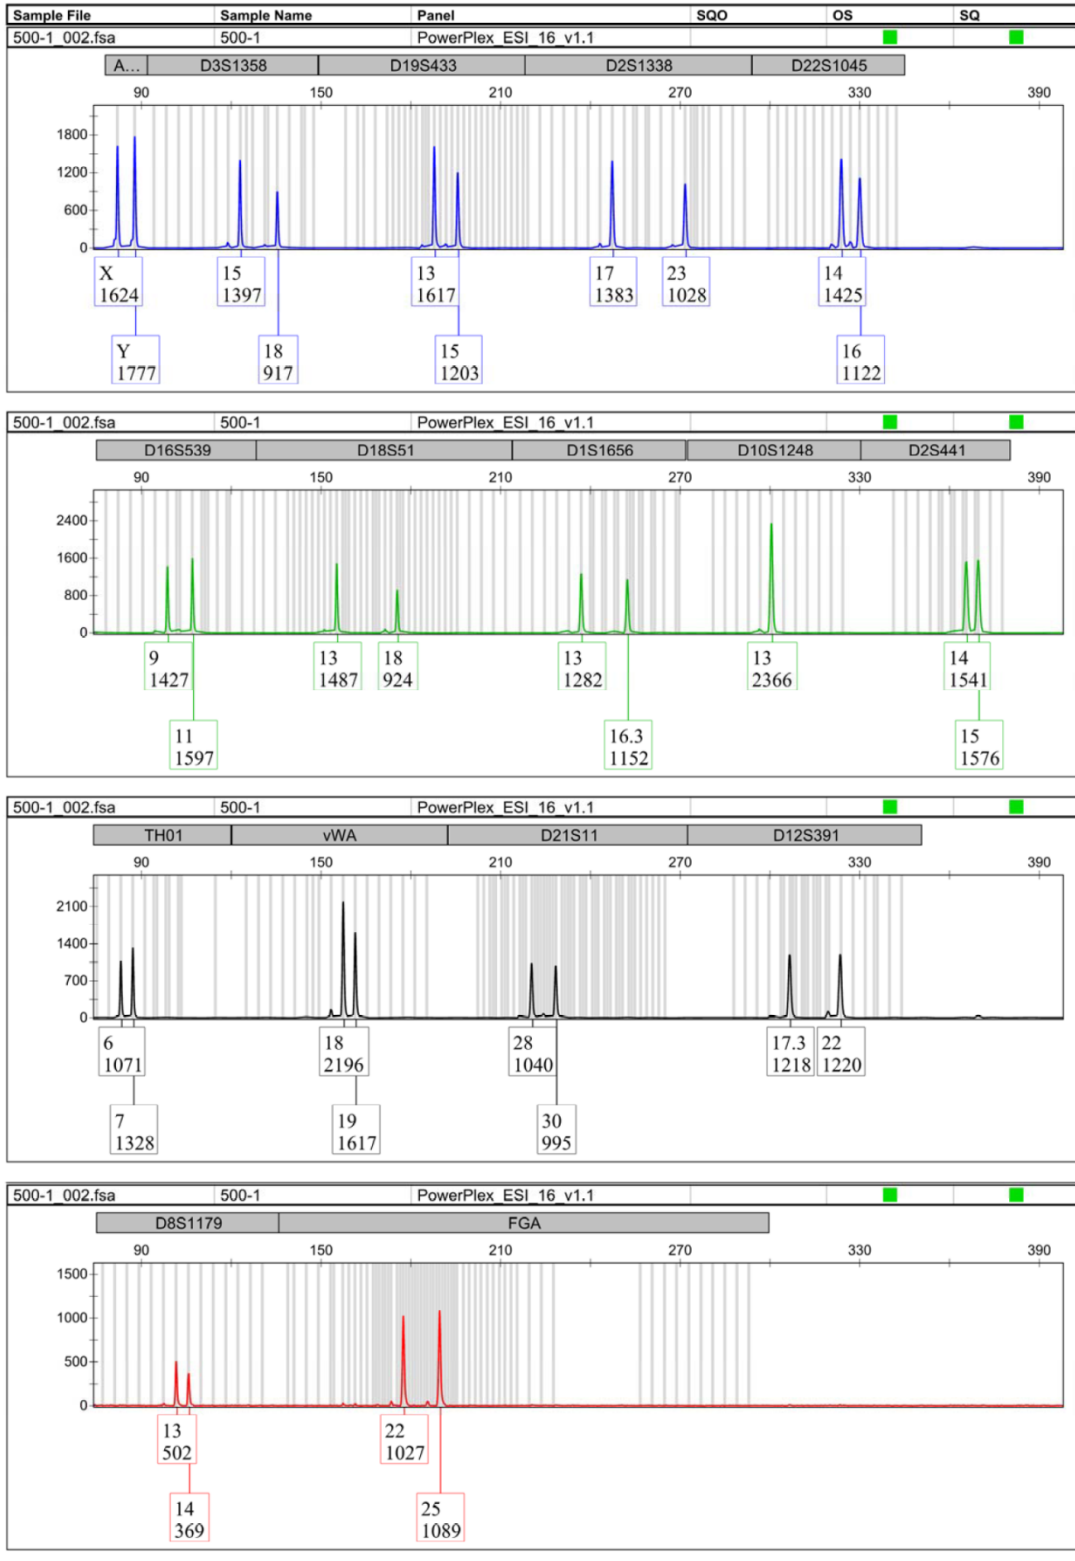 Sample File Sample Name Panel SQO OS SQ
500-1_002.fsa 500-1 PowerPlex_ESI_16_v1.1
A... D3S1358 D19S433 D2S1338 D22S1045
90 150 210 270 330 390
1800
1200
600
0
X 15 13 17 23 14
1624 1397 1617 1383 1028 1425
Y 18 15 16
1777 917 1203 1122
500-1_002.fsa 500-1 PowerPlex_ESI_16_v1.1
D16S539 D18S51 D1S1656 D10S1248 D2S441
90 150 210 270 330 390
2400
1600
800
0
9 13 18 13 13 14
1427 1487 924 1282 2366 1541
11 16.3 15
1597 1152 1576
500-1_002.fsa 500-1 PowerPlex_ESI_16_v1.1
TH01 vWA D21S11 D12S391
90 150 210 270 330 390
2100
1400
700
0
6 18 28 17.3 22
1071 2196 1040 1218 1220
7 19 30
1328 1617 995
500-1_002.fsa 500-1 PowerPlex_ESI_16_v1.1
D8S1179 FGA
90 150 210 270 330 390
1500
1000
500
0
13 22
502 1027
14 25
369 1089